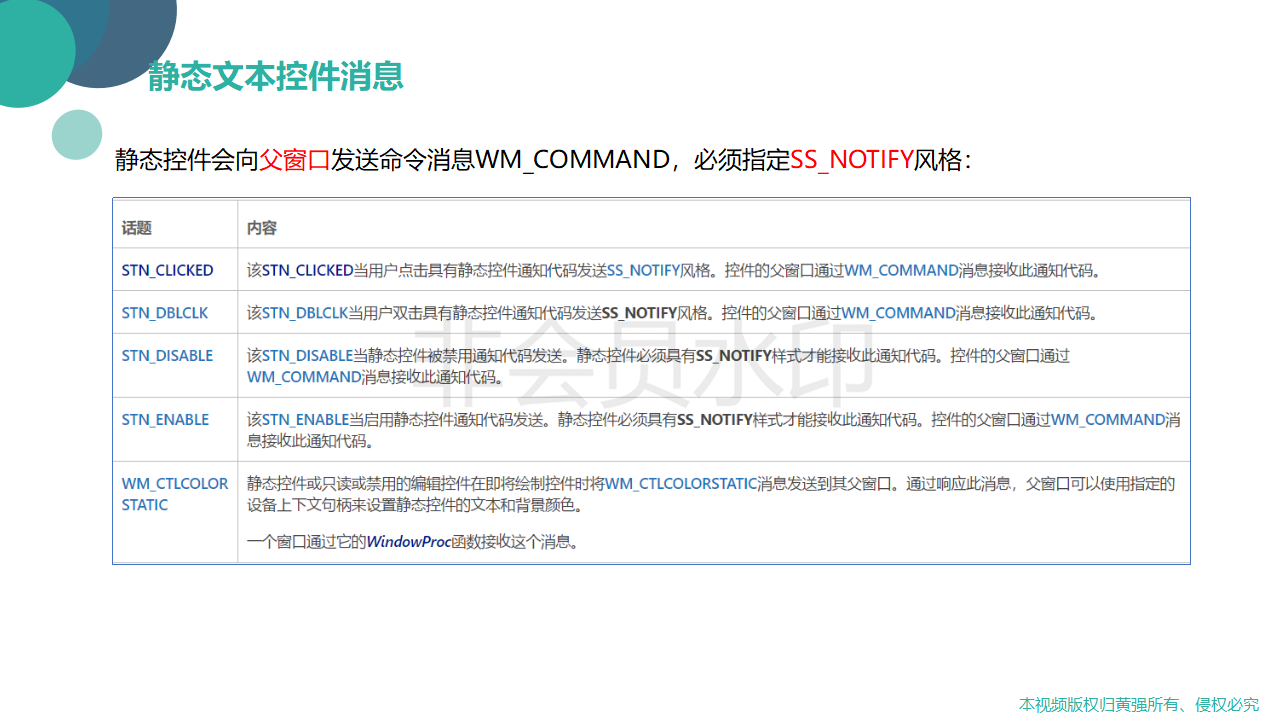 静态文本控件消息
静态控件会向父窗口发送命令消息WM_COMMAND，必须指定SS_NOTIFY风格：
话题 内容
STN_CLICKED 该STN_CLICKED当用户点击具有静态控件通知代码发送SS_NOTIFY风格。控件的父窗口通过WM_COMMAND消息接收此通知代码。
STN_DBLCLK 该STN_DBLCLK当用户双击具有静态控件通知代码发送SS_NOTIFY风格。控件的父窗口通过WM_COMMAND消息接收此通知代码。
STN_DISABLE 该STN_DISABLE当静态控件被禁用通知代码发送。静态控件必须具有SS_NOTIFY样式才能接收此通知代码。控件的父窗口通过
WM_COMMAND消息接收此通知代码。
STN_ENABLE 该STN_ENABLE当启用静态控件通知代码发送。静态控件必须具有SS_NOTIFY样式才能接收此通知代码。控件的父窗口通过WM_COMMAND消
息接收此通知代码。
WM_CTLCOLOR 静态控件或只读或禁用的编辑控件在即将绘制控件时将WM_CTLCOLORSTATIC消息发送到其父窗口。通过响应此消息，父窗口可以使用指定的
STATIC 设备上下文句柄来设置静态控件的文本和背景颜色。
一个窗口通过它的WindowProc函数接收这个消息。
非会员水印
本视频版权归黄强所有、侵权必究